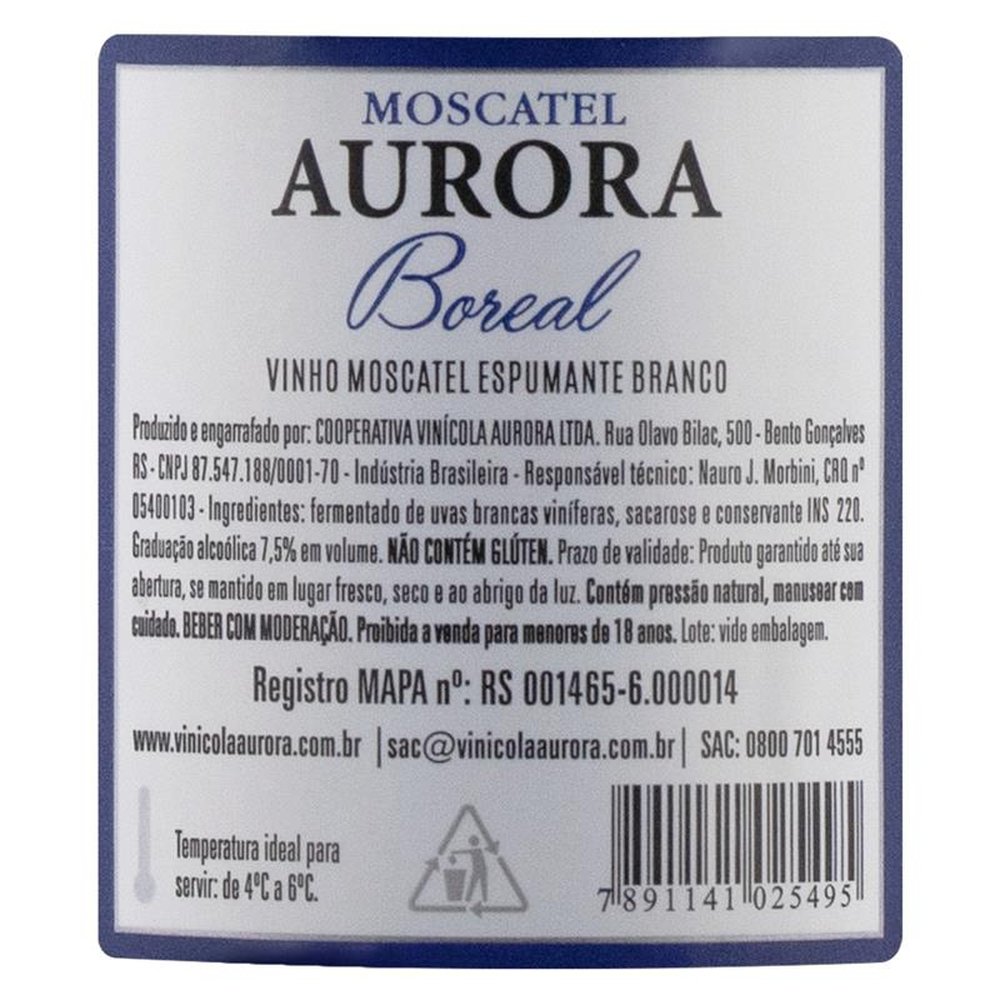 MOSCATEL
AURORA
Boreal
VINHO MOSCATEL ESPUMANTE BRANCO
Produzido e engarrafado por: COOPERATIVA VINÍCOLA AURORA LTDA. Rua Olavo Bilac, 500 - Bento Gonçalves
RS - CNPJ 87.547.188/0001-70 - Indústria Brasileira - Responsável técnico: Nauro J. Morbini, CRQ nº
05400103 - Ingredientes: fermentado de uvas brancas viníferas, sacarose e conservante INS 220.
Graduação alcoólica 7,5% em volume. NÃO CONTÉM GLÚTEN. Prazo de validade: Produto garantido até sua
abertura, se mantido em lugar fresco, seco e ao abrigo da luz. Contém pressão natural, manusear com
cuidado. BEBER COM MODERAÇÃO. Proibida a venda para menores de 18 anos. Lote: vide embalagem.
Registro MAPA nº: RS 001465-6.000014
www.vinicolaaurora.com.br | sac@vinicolaaurora.com.br | SAC: 0800 701 4555
Temperatura ideal para
servir: de 4ºC a 6ºC.
7 891141 025495